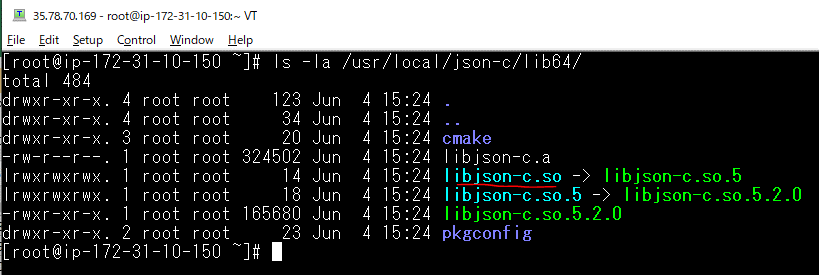 35.78.70.169 - root@ip-172-31-10-150:~ VT
File Edit Setup Control Window Help
[root@ip-172-31-10-150 ~]# ls -la /usr/local/json-c/lib64/
total 484
drwxr-xr-x. 4 root root    123 Jun  4 15:24 .
drwxr-xr-x. 4 root root     34 Jun  4 15:24 ..
drwxr-xr-x. 3 root root     20 Jun  4 15:24 cmake
-rw-r--r--. 1 root root 324502 Jun  4 15:24 libjson-c.a
lrwxrwxrwx. 1 root root     14 Jun  4 15:24 libjson-c.so -> libjson-c.so.5
lrwxrwxrwx. 1 root root     18 Jun  4 15:24 libjson-c.so.5 -> libjson-c.so.5.2.0
-rwxr-xr-x. 1 root root 165680 Jun  4 15:24 libjson-c.so.5.2.0
drwxr-xr-x. 2 root root     23 Jun  4 15:24 pkgconfig
[root@ip-172-31-10-150 ~]#